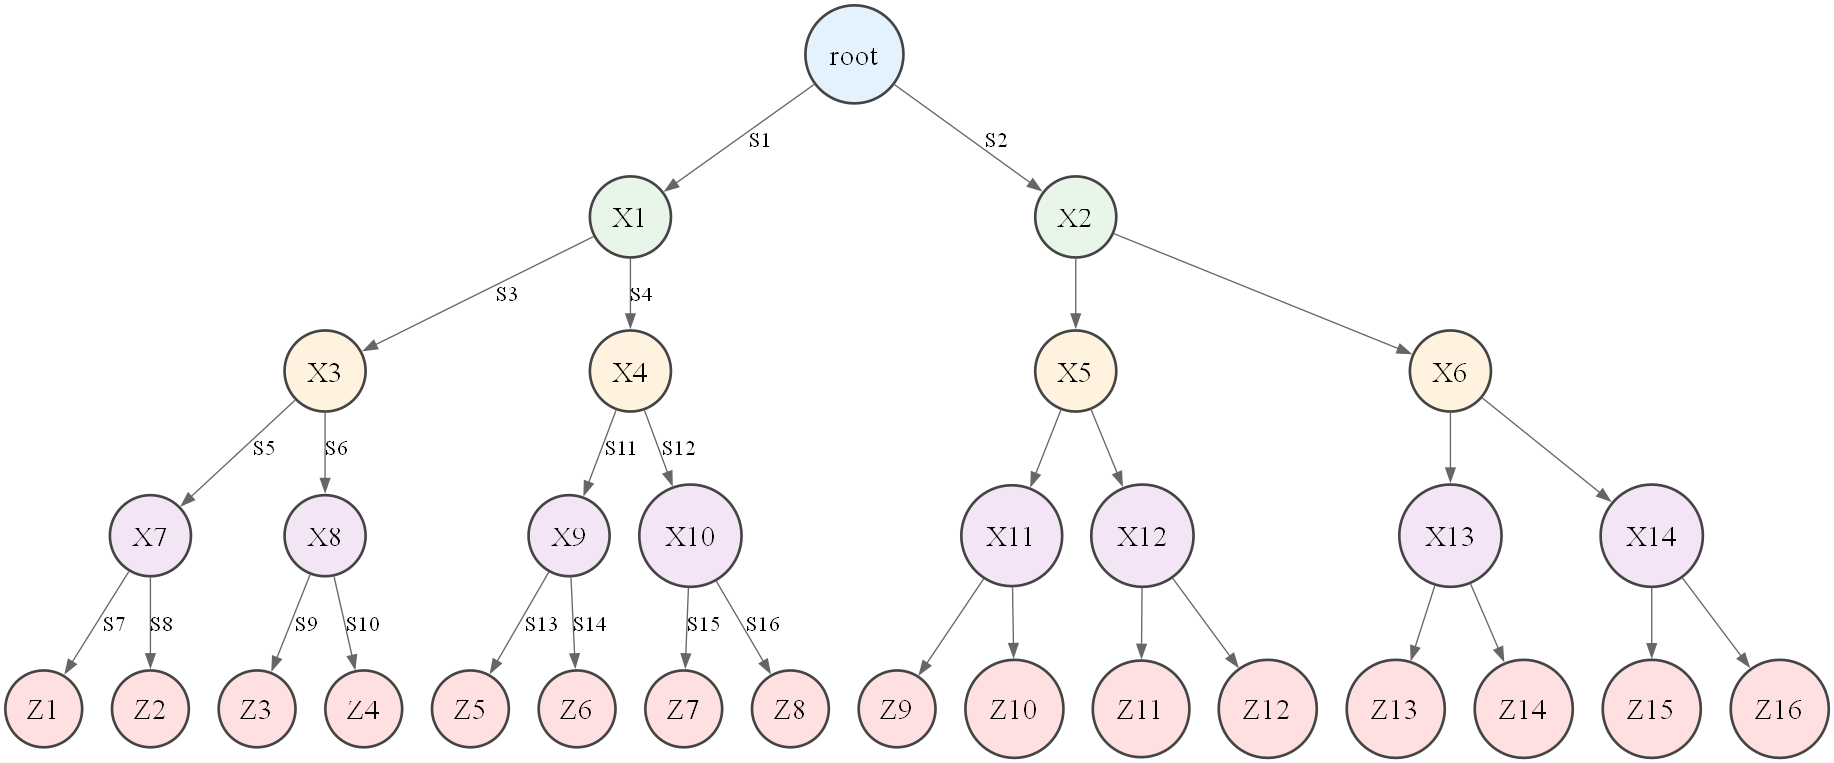 root
S1 S2
X1 X2
S3 S4
X3 X4 X5 X6
S5 S6 S11 S12
X7 X8 X9 X10 X11 X12 X13 X14
S7 S8 S9 S10 S13 S14 S15 S16
Z1 Z2 Z3 Z4 Z5 Z6 Z7 Z8 Z9 Z10 Z11 Z12 Z13 Z14 Z15 Z16